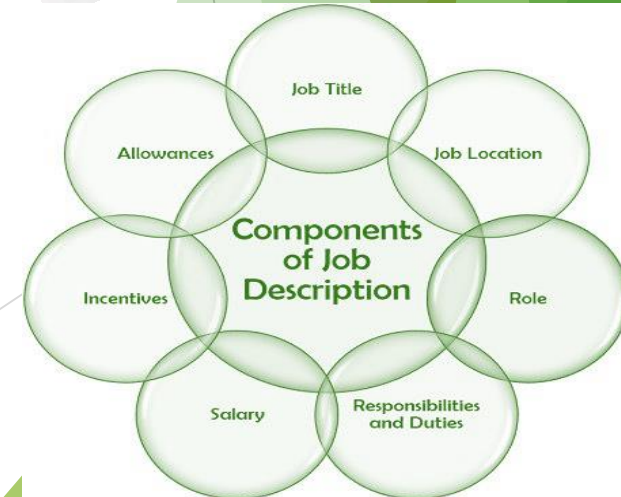 Job Title
Allowances
Job Location
Components
of Job
Description
Incentives
Role
Salary
Responsibilities
and Duties